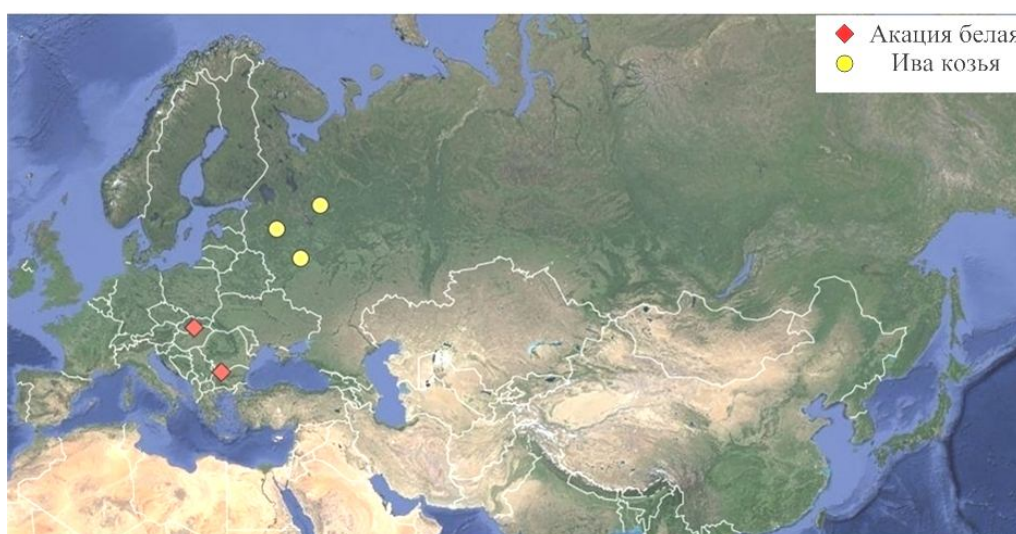 Акация белая
Ива козья